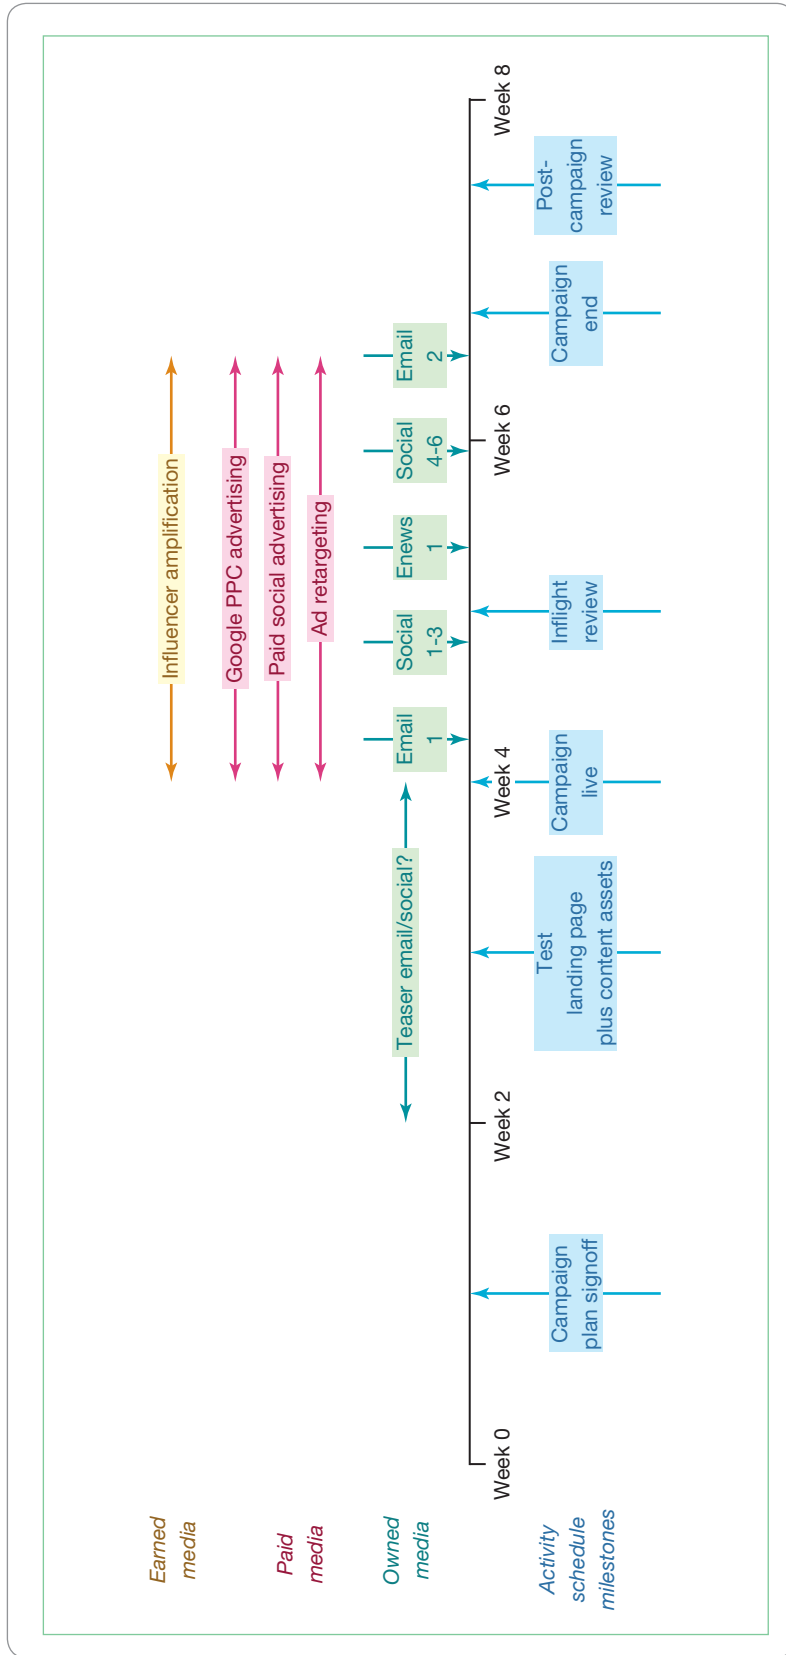 Earned
media
Influencer amplification
Paid
media
Google PPC advertising
Paid social advertising
Ad retargeting
Owned
media
Teaser email/social?
Email
1
Social
1-3
Enews
1
Social
4-6
Email
2
Week 0
Week 2
Week 4
Week 6
Week 8
Activity
schedule
milestones
Campaign
plan signoff
Test
landing page
plus content assets
Campaign
live
Inflight
review
Campaign
end
Post-
campaign
review